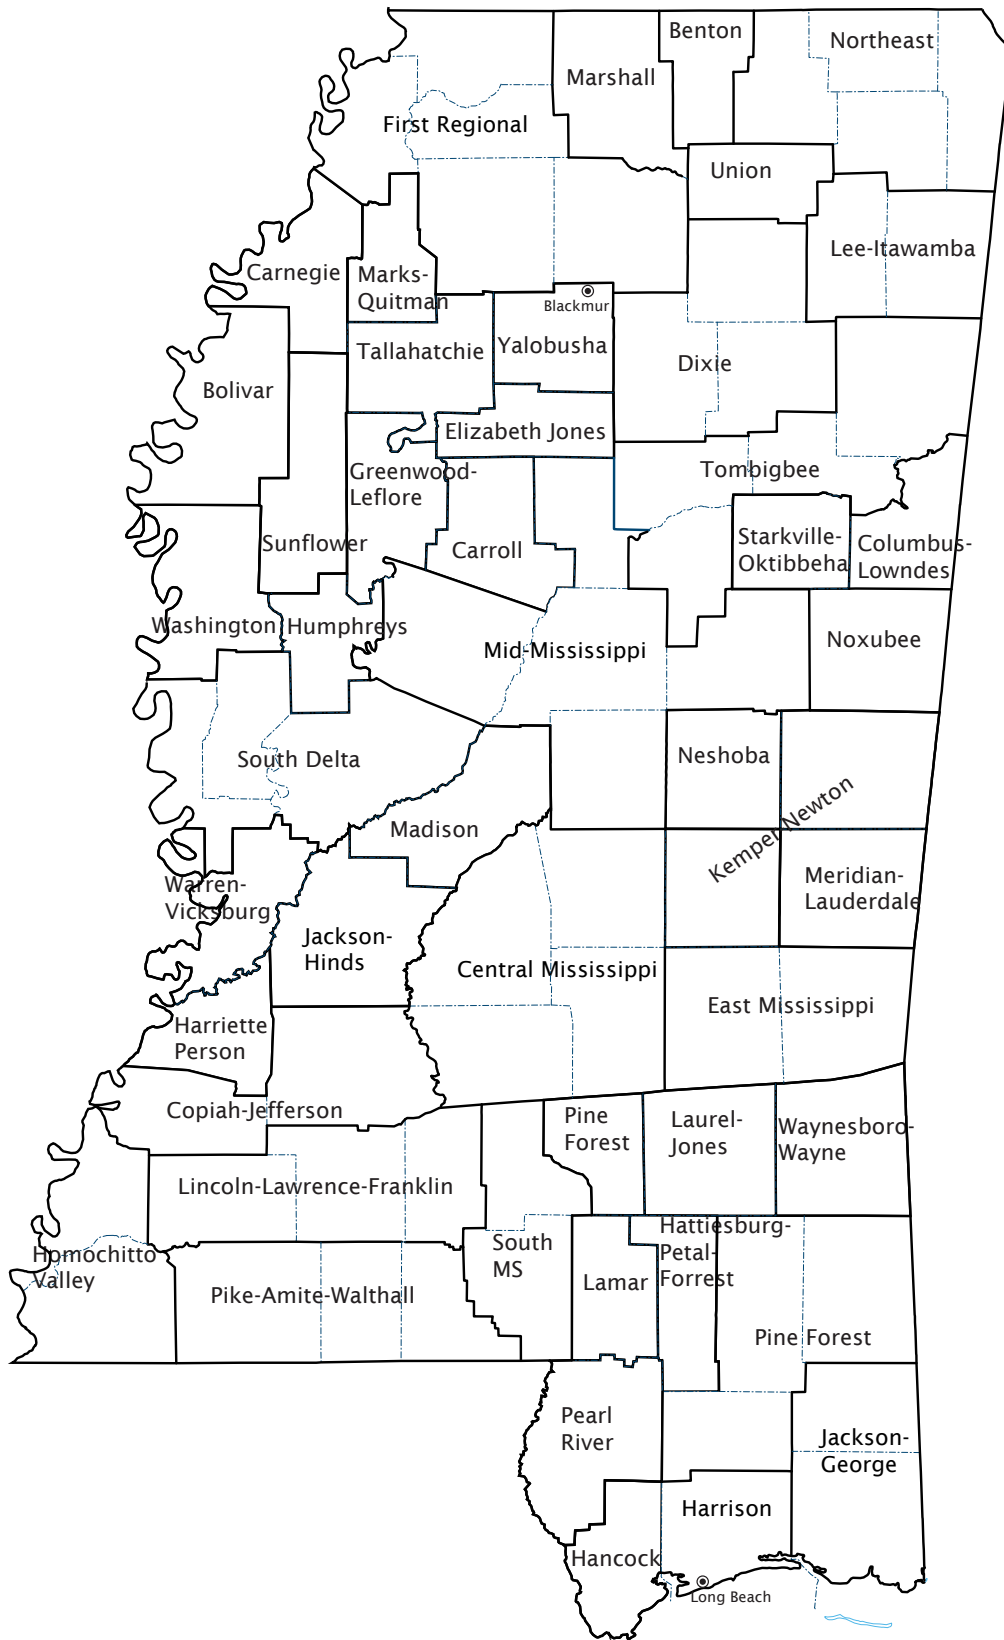 Benton
Northeast
Marshall
First Regional
Union
Lee-Itawamba
Carnegie
Marks-
Quitman
Blackmur
Tallahatchie
Yalobusha
Dixie
Bolivar
Elizabeth Jones
Greenwood-
Leflore
Tombigbee
Sunflower
Carroll
Starkville-
Oktibbeha
Columbus-
Lowndes
Washington
Humphreys
Mid-Mississippi
Noxubee
South Delta
Neshoba
Madison
Kemper Newton
Warren-
Vicksburg
Meridian-
Lauderdale
Jackson-
Hinds
Central Mississippi
East Mississippi
Harriette
Person
Copiah-Jefferson
Pine
Forest
Laurel-
Jones
Waynesboro-
Wayne
Lincoln-Lawrence-Franklin
Homochitto
Valley
South
MS
Hattiesburg-
Petal-
Forrest
Lamar
Pike-Amite-Walthall
Pine Forest
Pearl
River
Jackson-
George
Harrison
Hancock
Long Beach